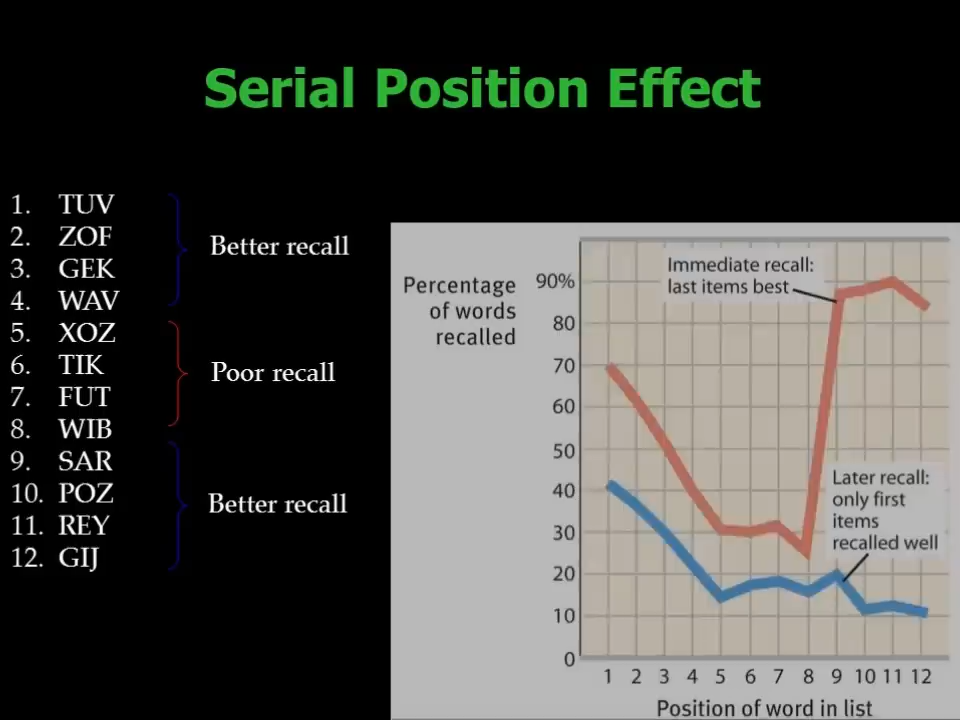 Serial Position Effect
1. TUV
2. ZOF
3. GEK
4. WAV
5. XOZ
6. TIK
7. FUT
8. WIB
9. SAR
10. POZ
11. REY
12. GIJ
Better recall
Poor recall
Better recall
Percentage
of words
recalled
90%
80
70
60
50
40
30
20
10
0
Immediate recall:
last items best
Later recall:
only first
items
recalled well
1 2 3 4 5 6 7 8 9 10 11 12
Position of word in list